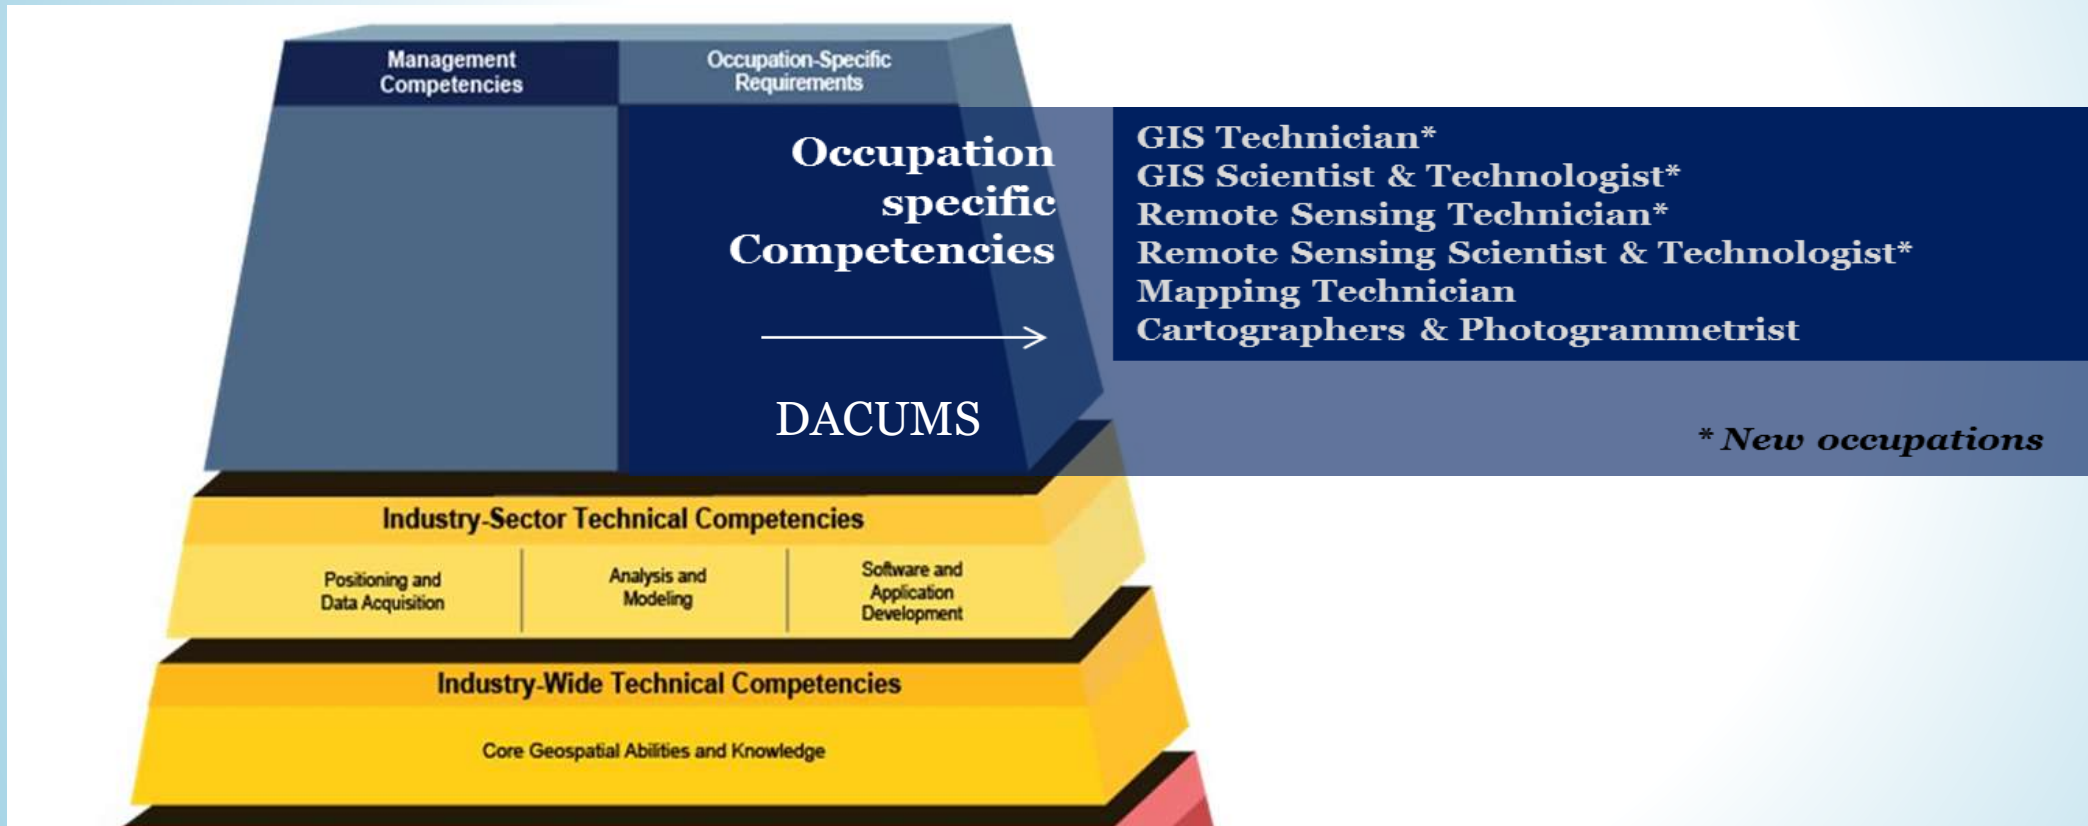 Management
Competencies
Occupation-Specific
Requirements
Occupation
specific
Competencies
DACUMS
GIS Technician*
GIS Scientist & Technologist*
Remote Sensing Technician*
Remote Sensing Scientist & Technologist*
Mapping Technician
Cartographers & Photogrammetrist
* New occupations
Industry-Sector Technical Competencies
Positioning and
Data Acquisition
Analysis and
Modeling
Software and
Application
Development
Industry-Wide Technical Competencies
Core Geospatial Abilities and Knowledge